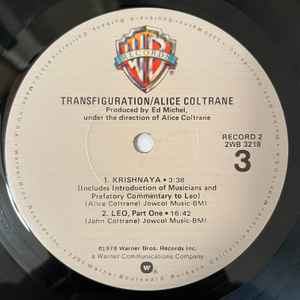 WB
RECORDS
TRANSFIGURATION/ALICE COLTRANE
Produced by Ed Michel,
under the direction of Alice Coltrane
RECORD 2
2WB 3218
3
1. KRISHNAYA • 3:38
(Includes Introduction of Musicians and
Prefatory Commentary to Leo)
(Alice Coltrane) Jowcol Music-BMI
2. LEO, Part One • 16:42
(John Coltrane) Jowcol Music-BMI
℗1978 Warner Bros. Records Inc.
A Warner Communications Company
W